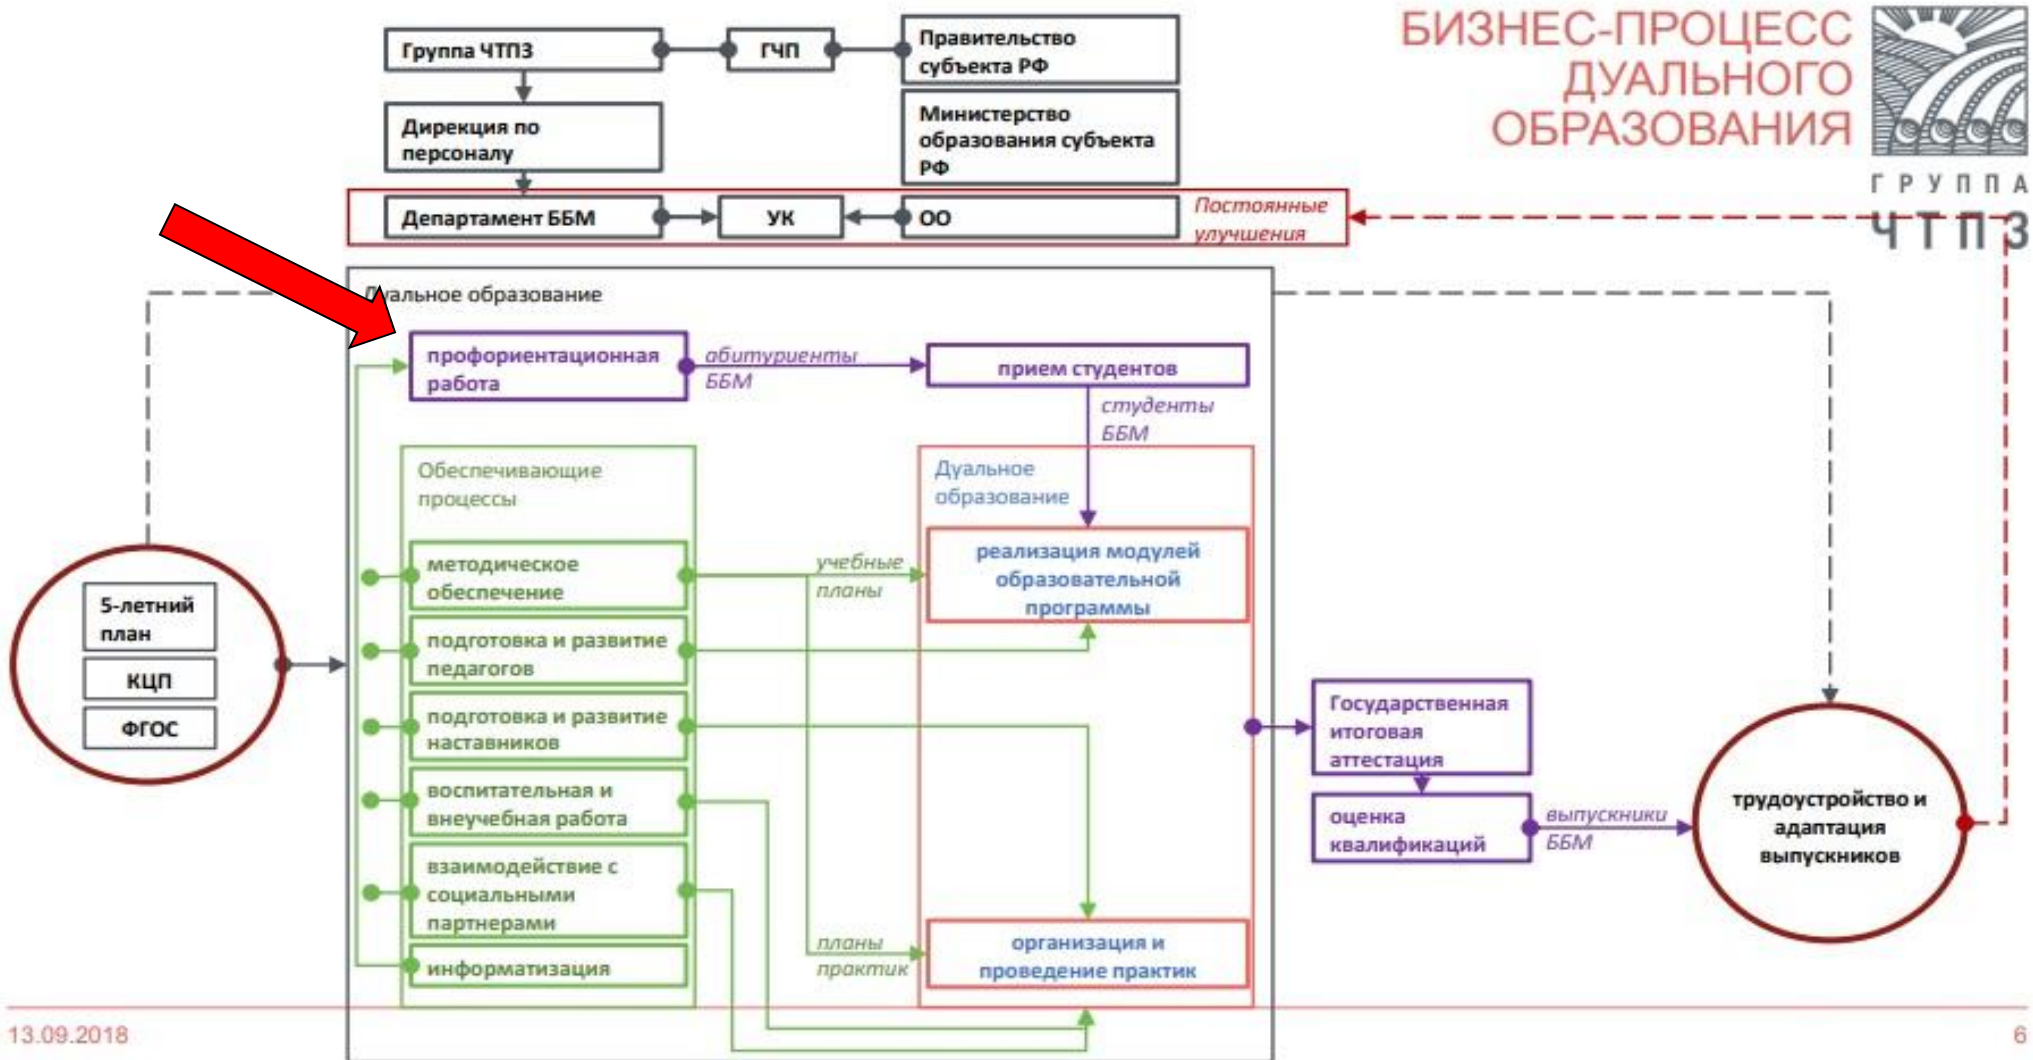 БИЗНЕС-ПРОЦЕСС
ДУАЛЬНОГО
ОБРАЗОВАНИЯ
ГРУППА
ЧТПЗ
Группа ЧТПЗ
ГЧП
Правительство
субъекта РФ
Дирекция по
персоналу
Министерство
образования субъекта
РФ
Департамент ББМ
УК
ОО
Постоянные
улучшения
Дуальное образование
профориентационная
работа
абитуриенты
ББМ
прием студентов
студенты
ББМ
Обеспечивающие
процессы
Дуальное
образование
методическое
обеспечение
учебные
планы
реализация модулей
образовательной
программы
5-летний
план
КЦП
ФГОС
подготовка и развитие
педагогов
подготовка и развитие
наставников
воспитательная и
внеучебная работа
взаимодействие с
социальными
партнерами
информатизация
планы
практик
организация и
проведение практик
Государственная
итоговая
аттестация
оценка
квалификаций
выпускники
ББМ
трудоустройство и
адаптация
выпускников
13.09.2018
6